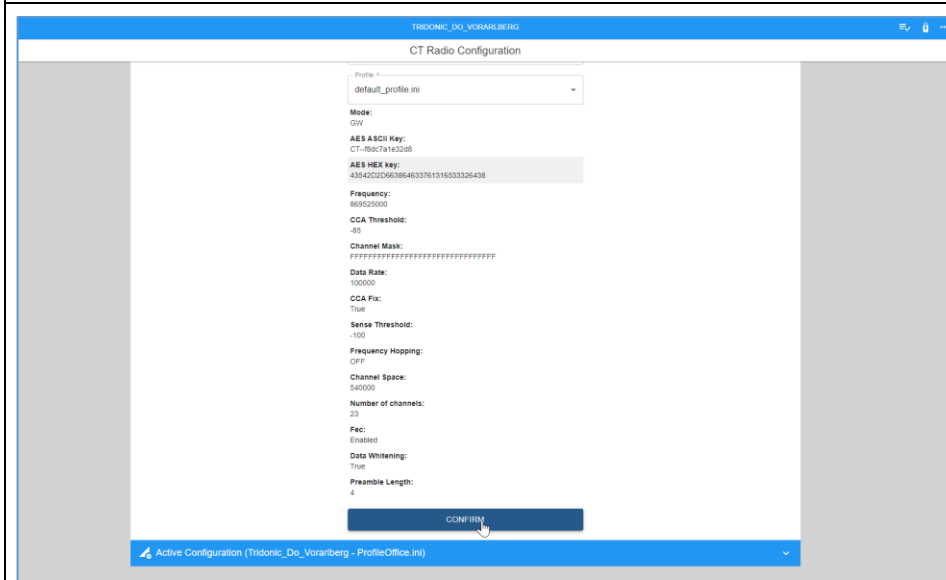 TRIDONIC_DO_VORARLBERG
CT Radio Configuration
Profile *
default_profile.ini
Mode:
GW
AES ASCII Key:
CT--f8dc7a1e32d8
AES HEX key:
43542D2D663864633761316533326438
Frequency:
869525000
CCA Threshold:
-85
Channel Mask:
FFFFFFFFFFFFFFFFFFFFFFFFFFFFFFFF
Data Rate:
100000
CCA Fix:
True
Sense Threshold:
-100
Frequency Hopping:
OFF
Channel Space:
540000
Number of channels:
23
Fec:
Enabled
Data Whitening:
True
Preamble Length:
4
CONFIRM
Active Configuration (Tridonic_Do_Vorarlberg - ProfileOffice.ini)